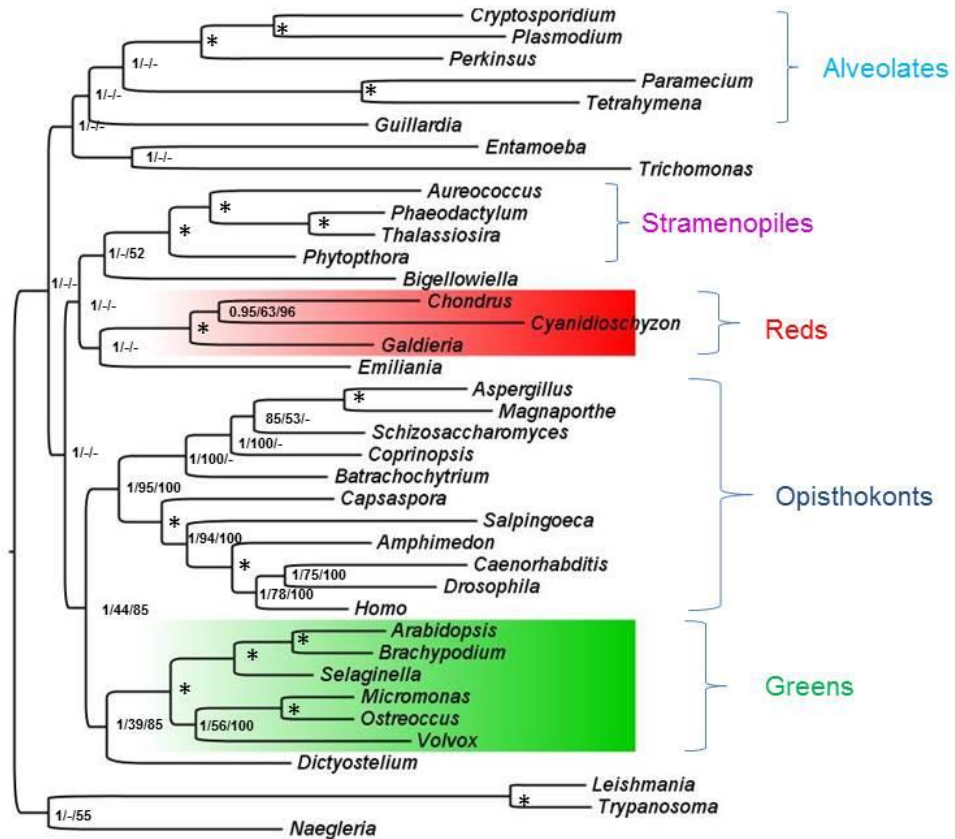 Cryptosporidium
*
*
Plasmodium
Perkinsus
1/-/-
Alveolates
Paramecium
*
1/-/-
Tetrahymena
Guillardia
1/-/-
Entamoeba
1/-/-
Trichomonas
Aureococcus
*
Phaeodactylum
*
Stramenopiles
*
Thalassiosira
1/-/52
Phytopthora
Bigellowiella
1/-/-
1/-/-
Chondrus
0.95/63/96
Cyanidioschyzon
*
Reds
Galdieria
1/-/-
Emiliania
Aspergillus
*
Magnaporthe
85/53/-
Schizosaccharomyces
1/100/-
1/-/-
Coprinopsis
1/100/-
Batrachochytrium
1/95/100
Capsaspora
Opisthokonts
*
Salpingoeca
1/94/100
Amphimedon
*
Caenorhabditis
1/75/100
Drosophila
1/78/100
Homo
1/44/85
Arabidopsis
*
*
Brachypodium
Selaginella
*
Greens
Micromonas
*
Ostreoccus
1/39/85
1/56/100
Volvox
Dictyostelium
Leishmania
*
Trypanosoma
1/-/55
Naegleria